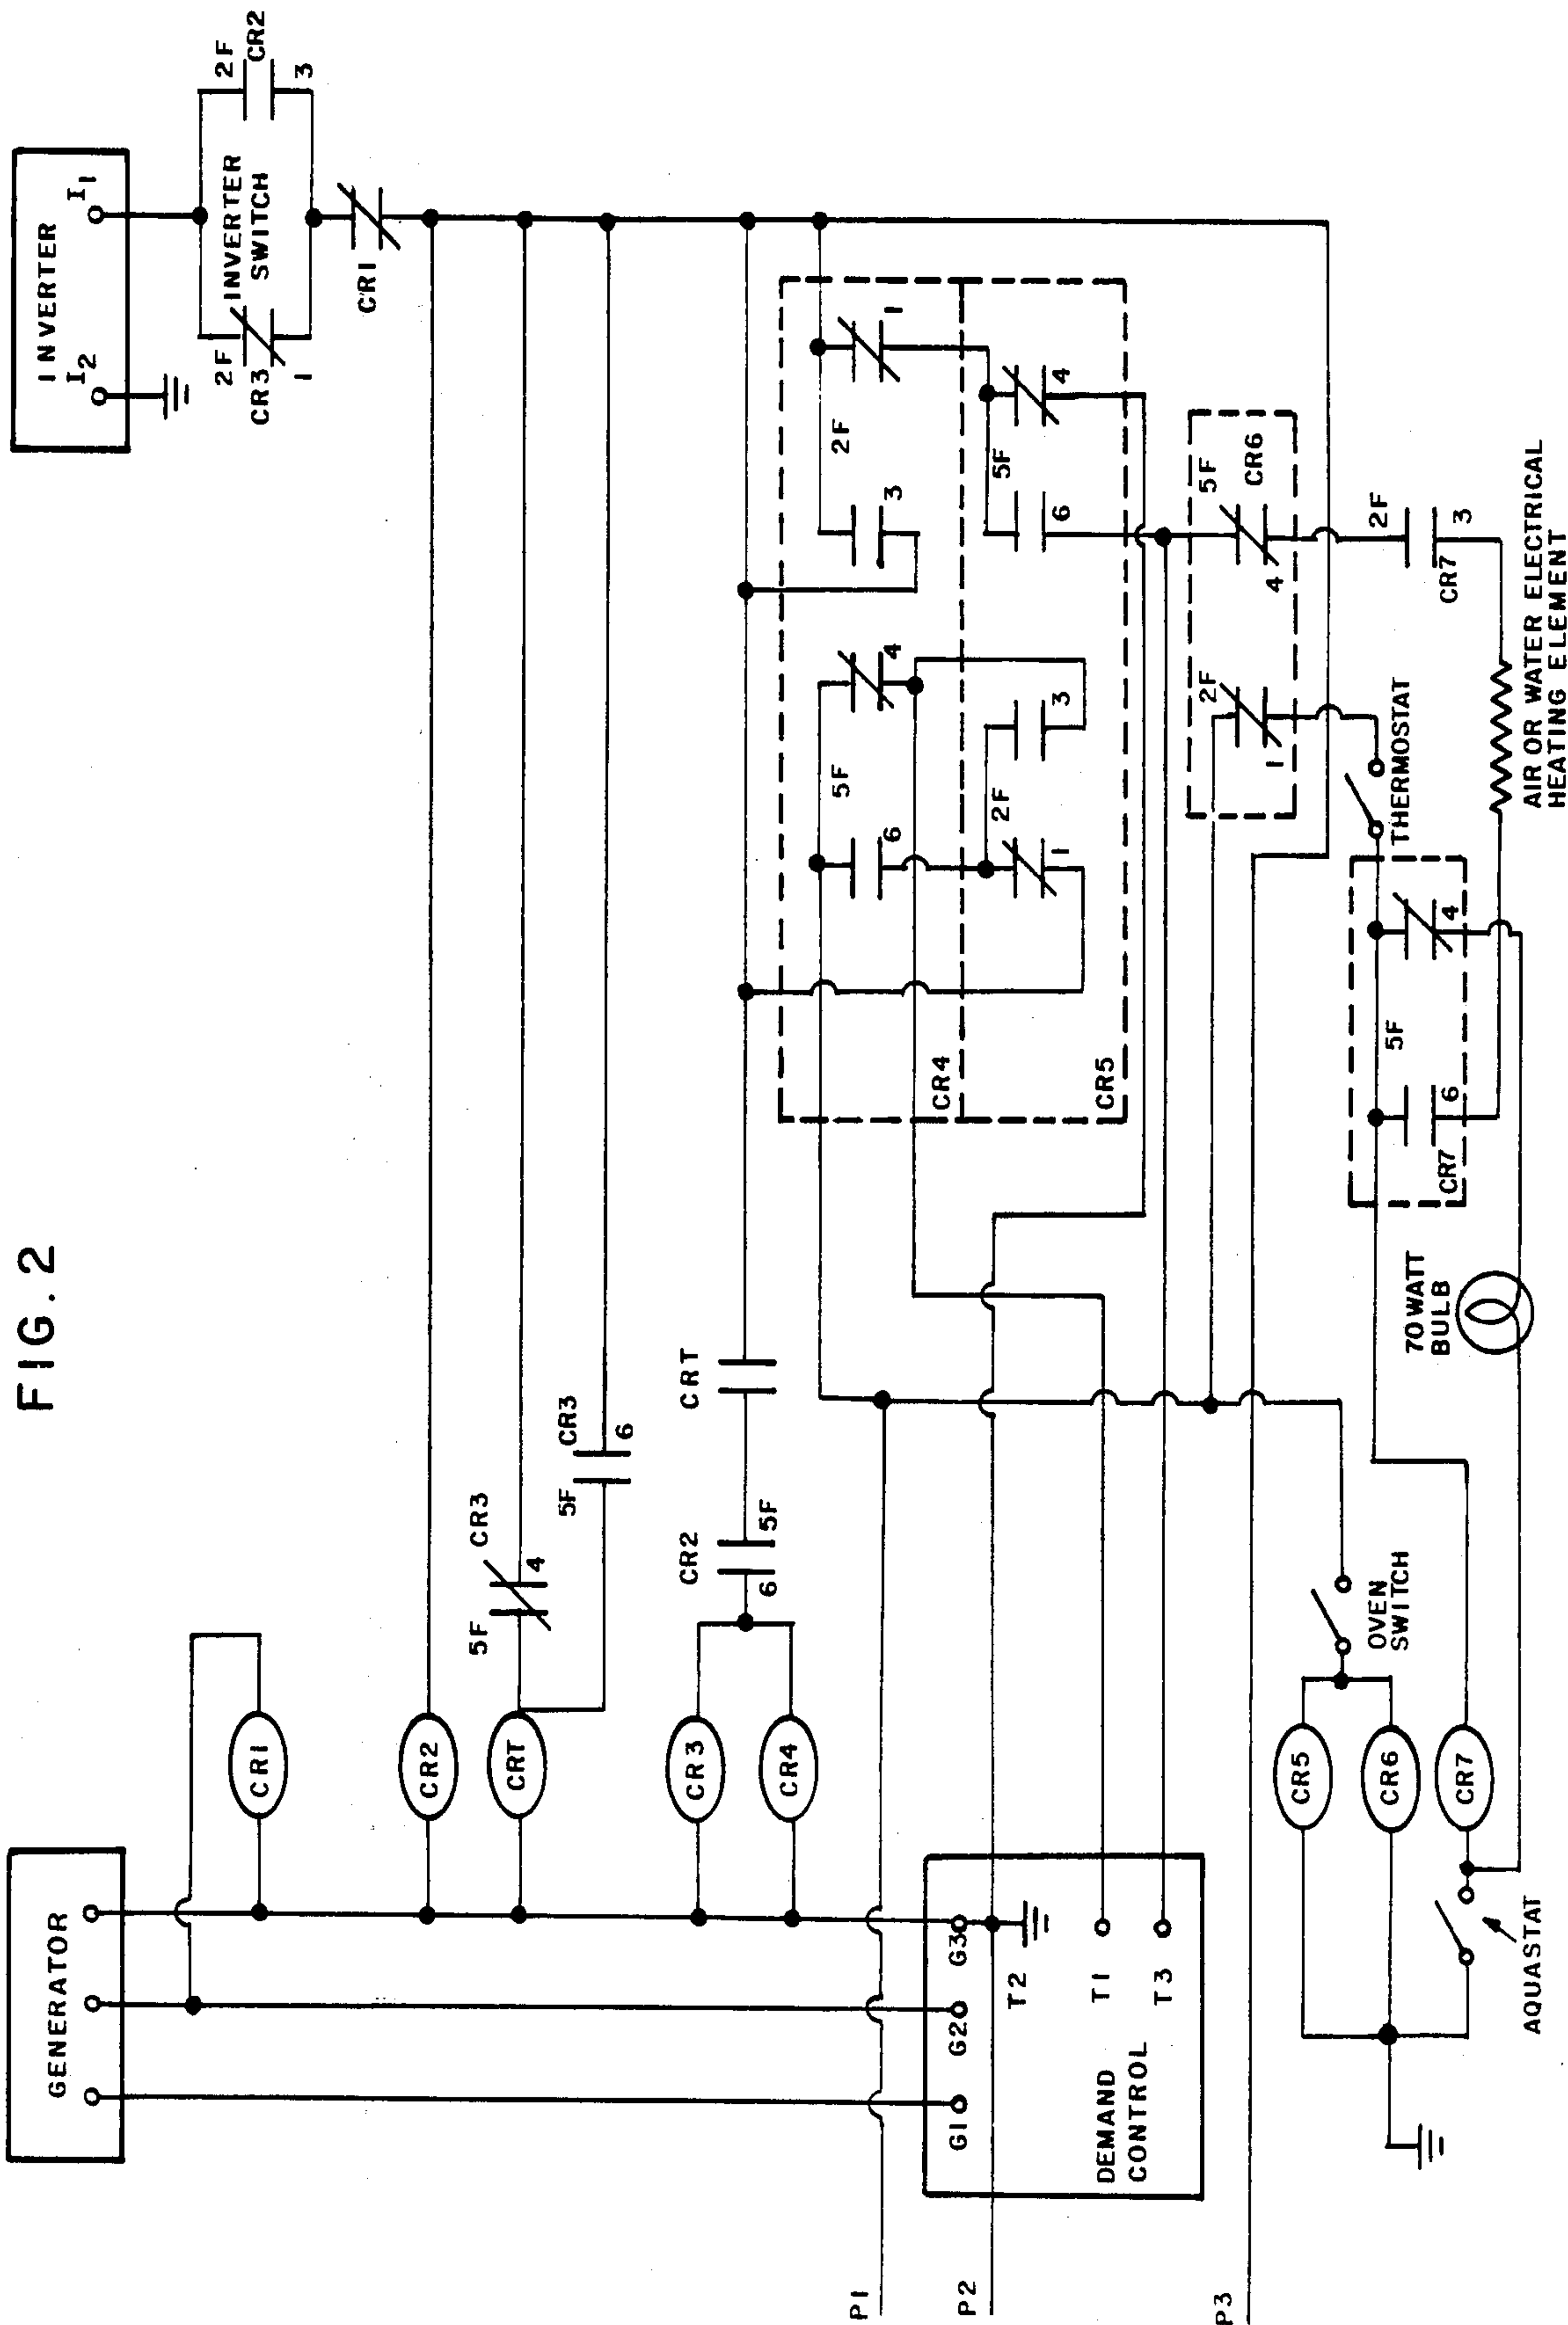 FIG. 2
INVERTER
I2
I1
2F
CR3
1
INVERTER
SWITCH
2F
CR2
3
CR1
1
GENERATOR
CR1
CR2
CRT
5F
CR3
4
5F
CR3
6
CR3
CR4
CR2
6
5F
CRT
5F
6
4
2F
3
1
CR4
2F
1
3
5F
6
4
CR5
2F
1
5F
4
CR6
THERMOSTAT
2F
3
CR7
AIR OR WATER ELECTRICAL
HEATING ELEMENT
5F
6
4
CR7
70 WATT
BULB
P1
P2
P3
G1
G2
G3
T2
T1
T3
DEMAND
CONTROL
OVEN
SWITCH
CR5
CR6
CR7
AQUASTAT